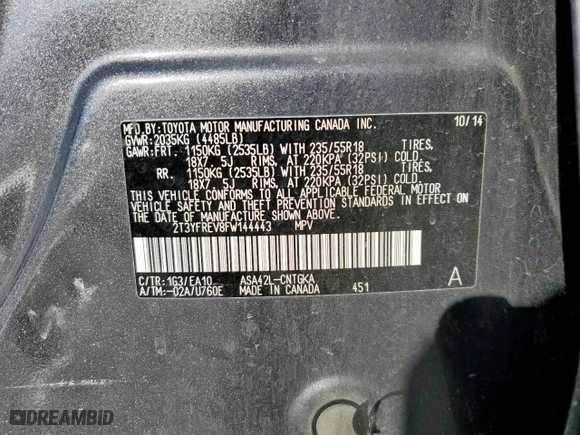 MFD.BY:TOYOTA MOTOR MANUFACTURING CANADA INC. 10/14
GVWR:2035KG (4485LB)
GAWR:FRT. 1150KG (2535LB) WITH 235/55R18 TIRES,
18X7.5J RIMS, AT 220KPA (32PSI) COLD
RR. 1150KG (2535LB) WITH 235/55R18 TIRES,
18X7.5J RIMS, AT 220KPA (32PSI) COLD
THIS VEHICLE CONFORMS TO ALL APPLICABLE FEDERAL MOTOR
VEHICLE SAFETY AND THEFT PREVENTION STANDARDS IN
EFFECT ON THE DATE OF MANUFACTURE SHOWN ABOVE.
2T3YFREV8FW144443 MPV
C/TR:1G3/EA10 ASA42L-CNTGKA A
A/TM:-02A/U760E MADE IN CANADA 451
DREAMBID